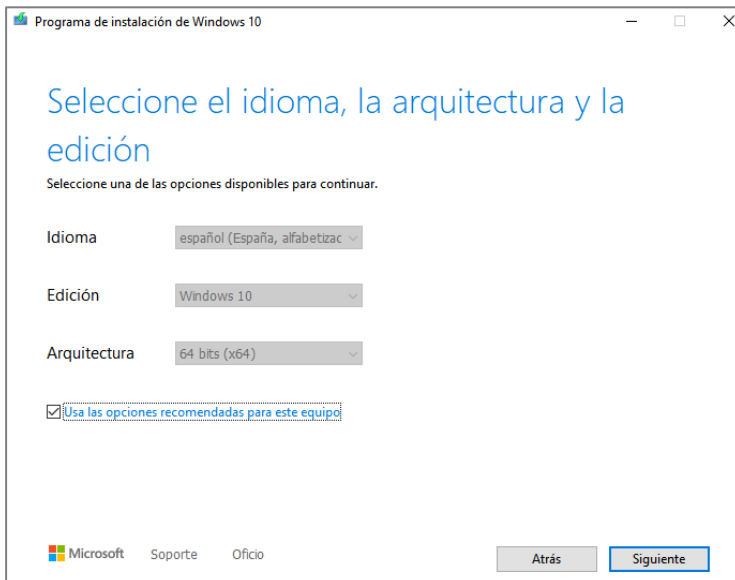 Programa de instalación de Windows 10
Seleccione el idioma, la arquitectura y la
edición
Seleccione una de las opciones disponibles para continuar.
Idioma español (España, alfabetizac
Edición Windows 10
Arquitectura 64 bits (x64)
Usa las opciones recomendadas para este equipo
Microsoft Soporte Oficio Atrás Siguiente